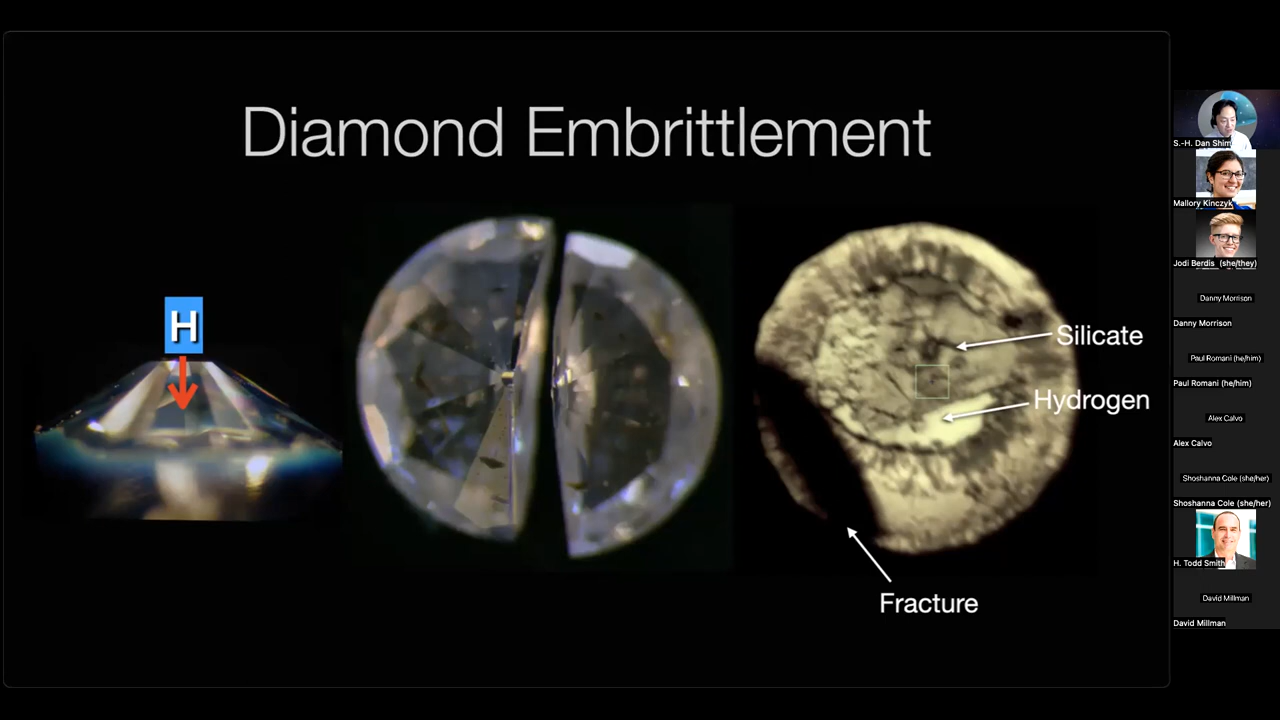 Diamond Embrittlement
H
Silicate
Hydrogen
Fracture
S.-H. Dan Shim
Mallory Kinczyk
Jodi Berdis (she/they)
Danny Morrison
Danny Morrison
Paul Romani (he/him)
Paul Romani (he/him)
Alex Calvo
Alex Calvo
Shoshanna Cole (she/her)
Shoshanna Cole (she/her)
H. Todd Smith
David Millman
David Millman